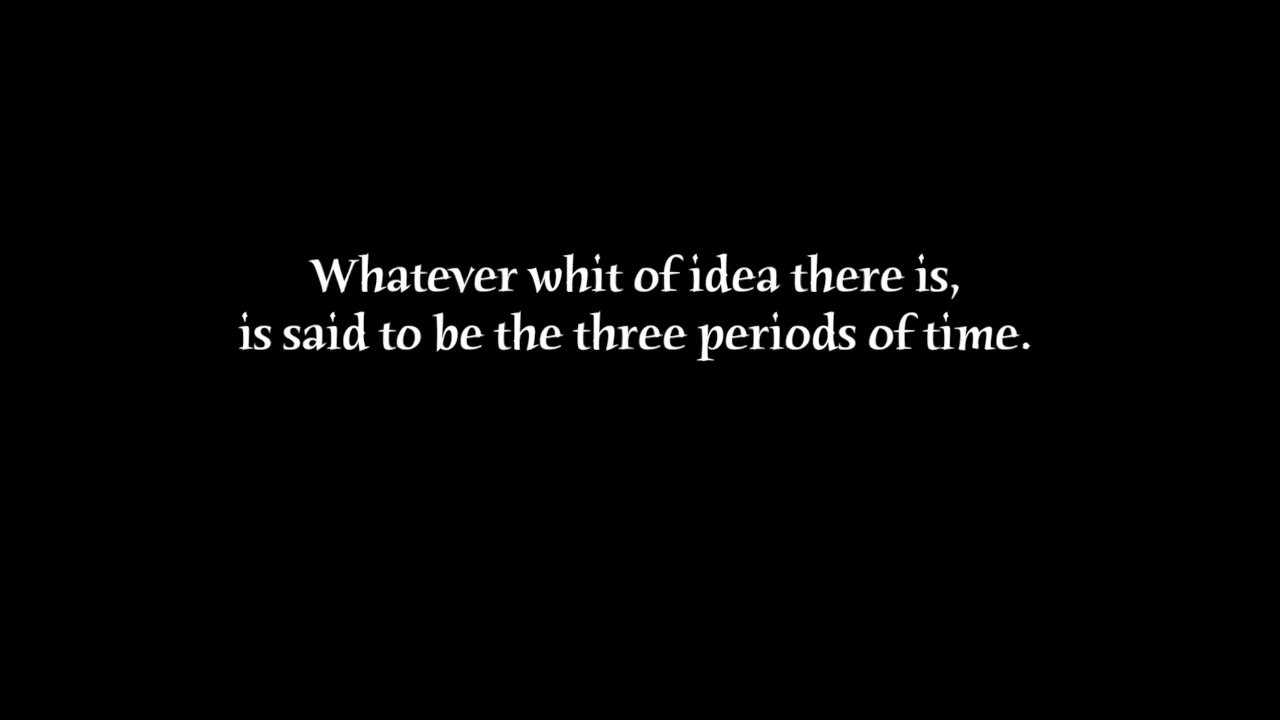 Whatever whit of idea there is,
is said to be the three periods of time.